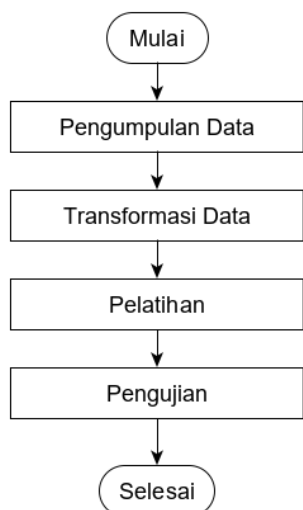 Mulai
Pengumpulan Data
Transformasi Data
Pelatihan
Pengujian
Selesai